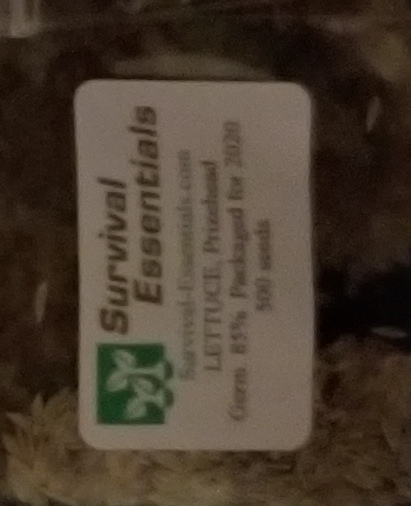 Survival
Essentials
Survival-Essentials.com
LETTUCE, Prizehead
Germ 85% Packaged for 2020
500 seeds